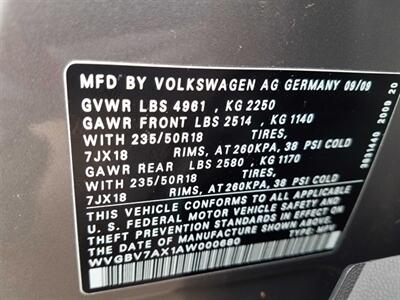 MFD BY VOLKSWAGEN AG GERMANY 09/09
GVWR LBS 4961 , KG 2250
GAWR FRONT LBS 2514 , KG 1140
WITH 235/50R18 TIRES,
7JX18 RIMS, AT 260KPA, 38 PSI COLD
GAWR REAR LBS 2580 , KG 1170
WITH 235/50R18 TIRES,
7JX18 RIMS, AT 260KPA, 38 PSI COLD
THIS VEHICLE CONFORMS TO ALL APPLICABLE
U.S. FEDERAL MOTOR VEHICLE SAFETY AND
THEFT PREVENTION STANDARDS IN EFFECT ON
THE DATE OF MANUFACTURE SHOWN ABOVE.
WVGBV7AX1AW000680 TYPE: MPV